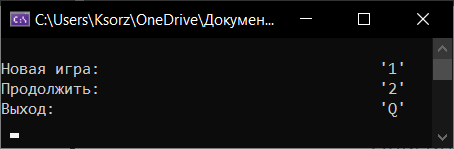 C:\Users\Ksorz\OneDrive\Докумен...
Новая игра: '1'
Продолжить: '2'
Выход: 'Q'